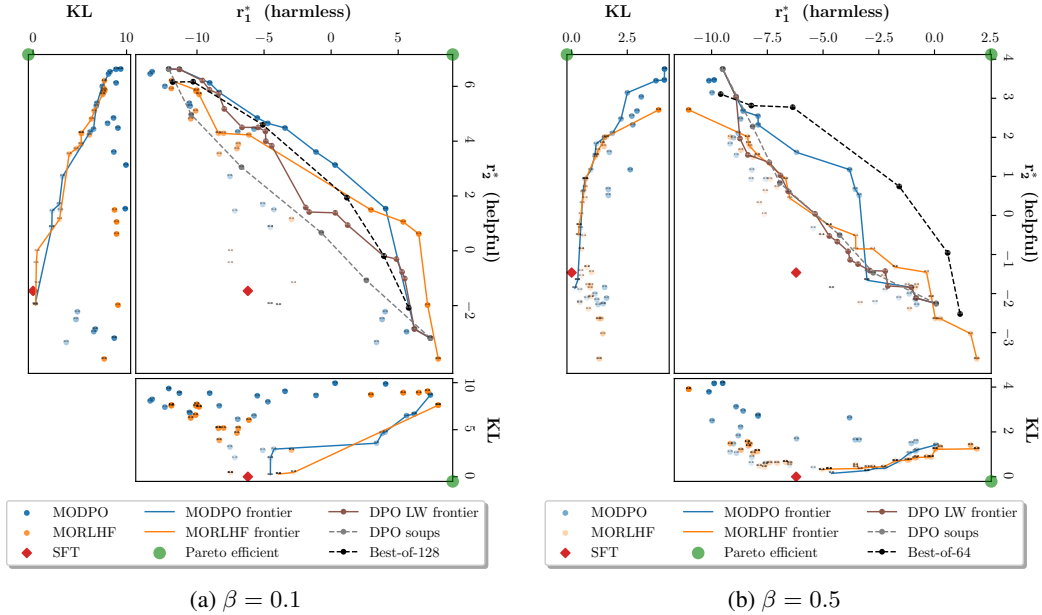 KL r₁* (harmless) KL r₁* (harmless)
0 10 −10 −5 0 5 0.0 2.5 −10.0 −7.5 −5.0 −2.5 0.0 2.5
6
4
2
0
−2
r₂* (helpful)
4
3
2
1
0
−1
−2
−3
r₂* (helpful)
10
5
0
KL
4
2
0
KL
MODPO MODPO frontier DPO LW frontier
MORLHF MORLHF frontier DPO soups
SFT Pareto efficient Best-of-128
MODPO MODPO frontier DPO LW frontier
MORLHF MORLHF frontier DPO soups
SFT Pareto efficient Best-of-64
(a) β = 0.1 (b) β = 0.5